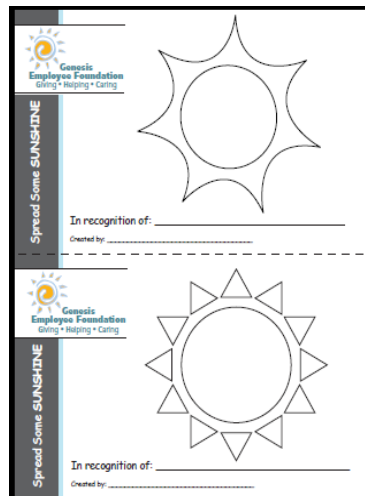 Genesis
Employee Foundation
Giving • Helping • Caring
Spread Some SUNSHINE
In recognition of:
Created by:
Genesis
Employee Foundation
Giving • Helping • Caring
Spread Some SUNSHINE
In recognition of:
Created by: